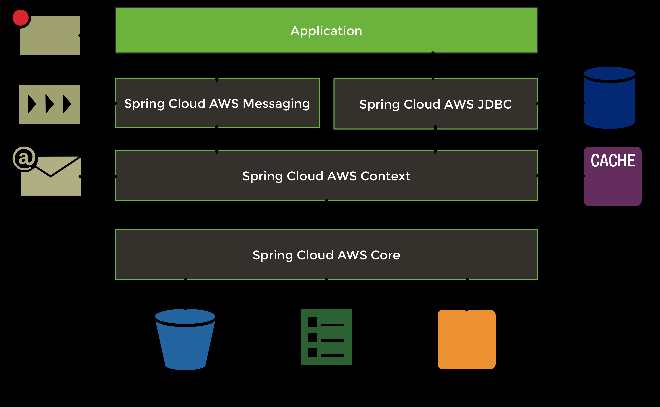 Application
Spring Cloud AWS Messaging
Spring Cloud AWS JDBC
@
CACHE
Spring Cloud AWS Context
Spring Cloud AWS Core